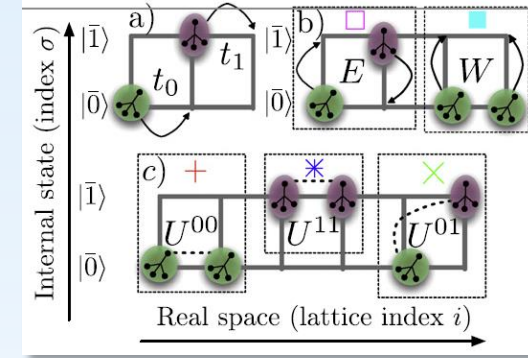 a)
b)
|1̄⟩
t₁
|1̄⟩
t₀
E
W
|0̄⟩
|0̄⟩
c)
|1̄⟩
U⁰⁰
U¹¹
U⁰¹
|0̄⟩
Internal state (index σ)
Real space (lattice index i)